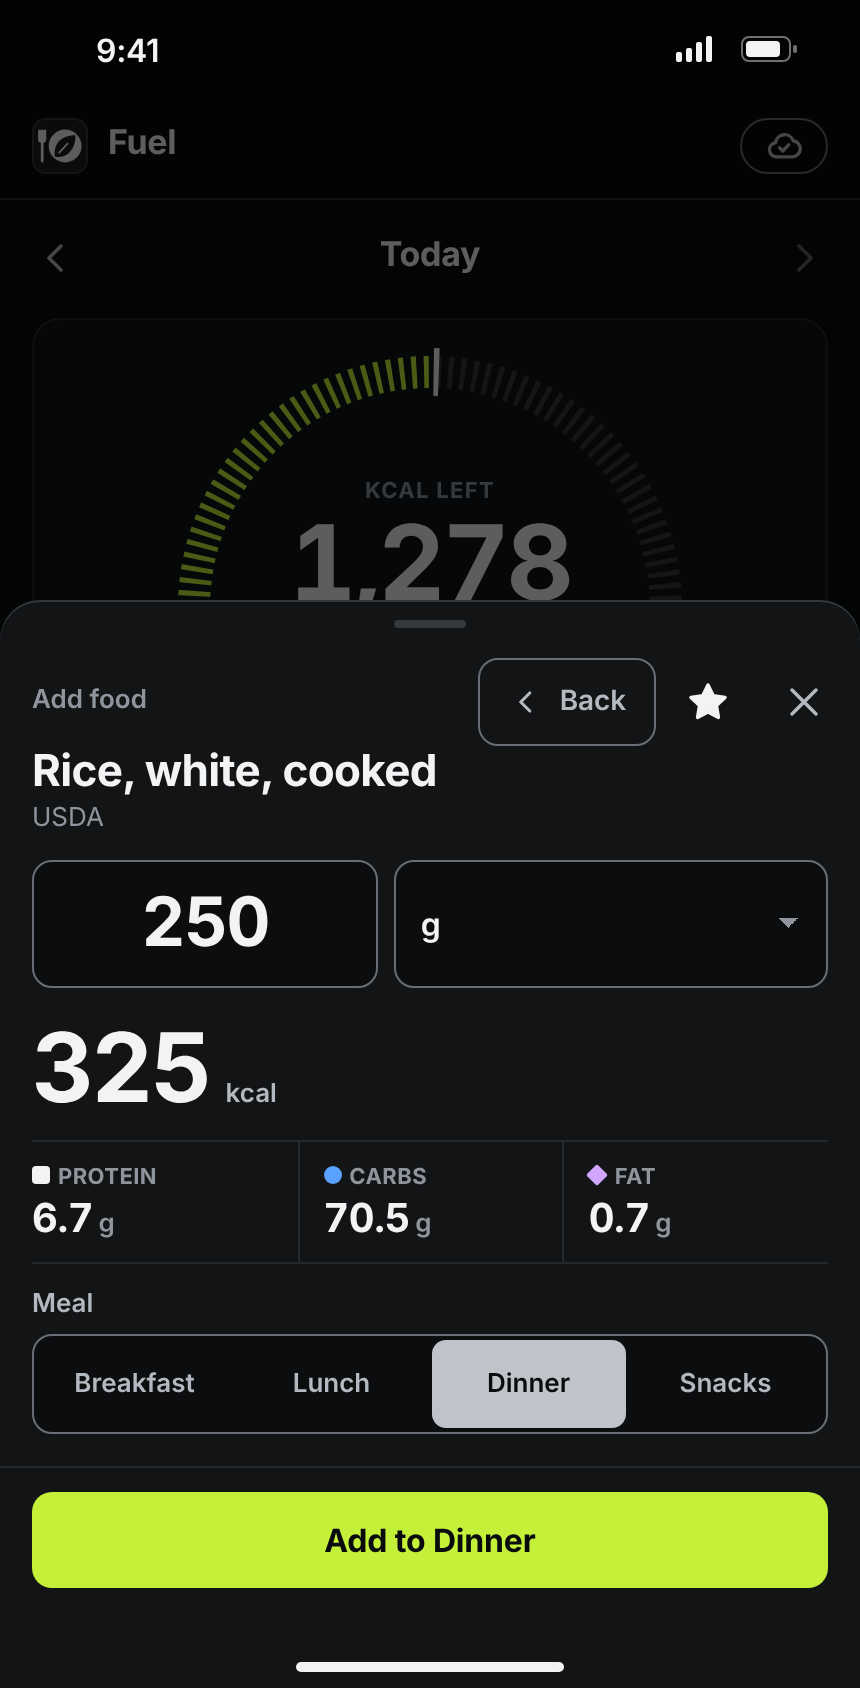 9:41
Fuel
Today
KCAL LEFT
1,278
Add food
Back
Rice, white, cooked
USDA
250
g
325 kcal
PROTEIN
6.7 g
CARBS
70.5 g
FAT
0.7 g
Meal
Breakfast
Lunch
Dinner
Snacks
Add to Dinner